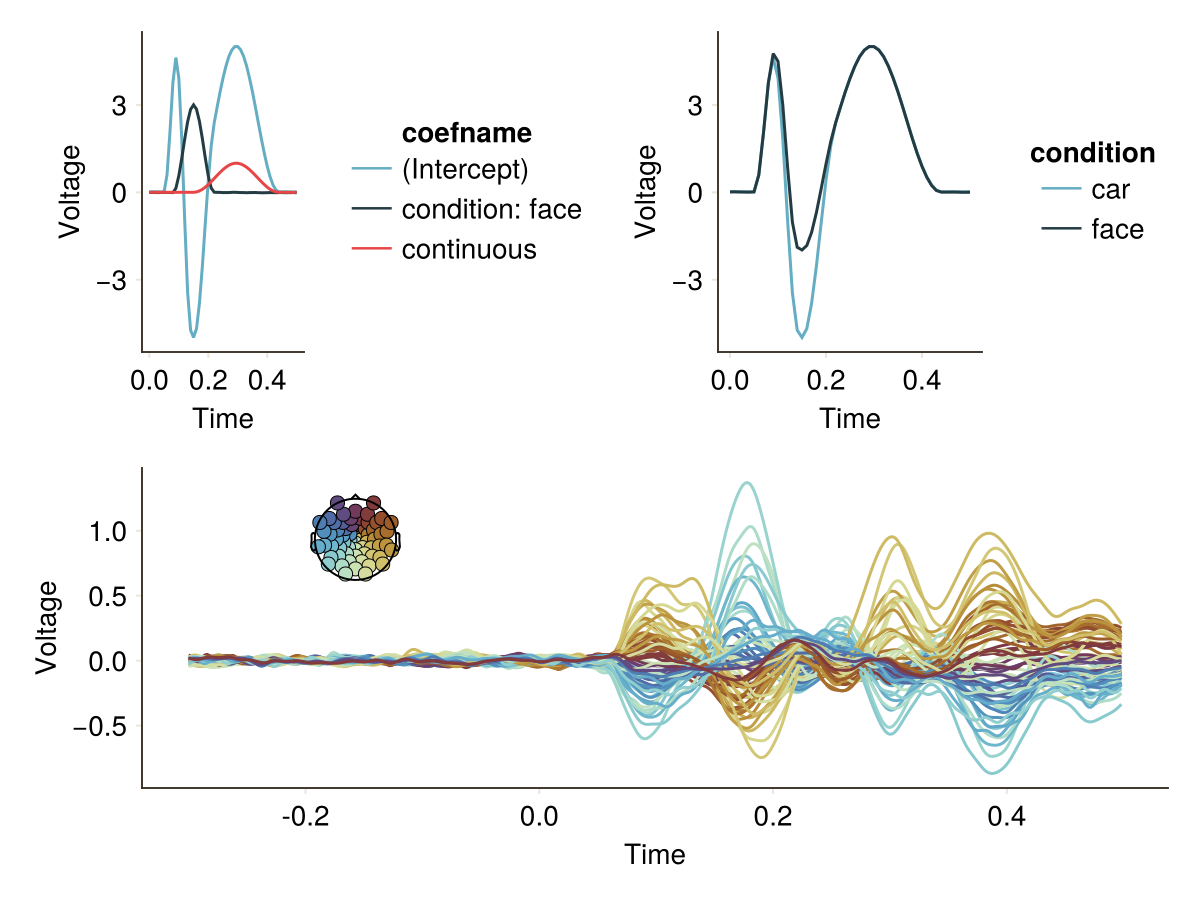 Voltage
3
0
−3
0.0 0.2 0.4
Time
coefname
(Intercept)
condition: face
continuous
Voltage
3
0
−3
0.0 0.2 0.4
Time
condition
car
face
Voltage
1.0
0.5
0.0
−0.5
-0.2 0.0 0.2 0.4
Time